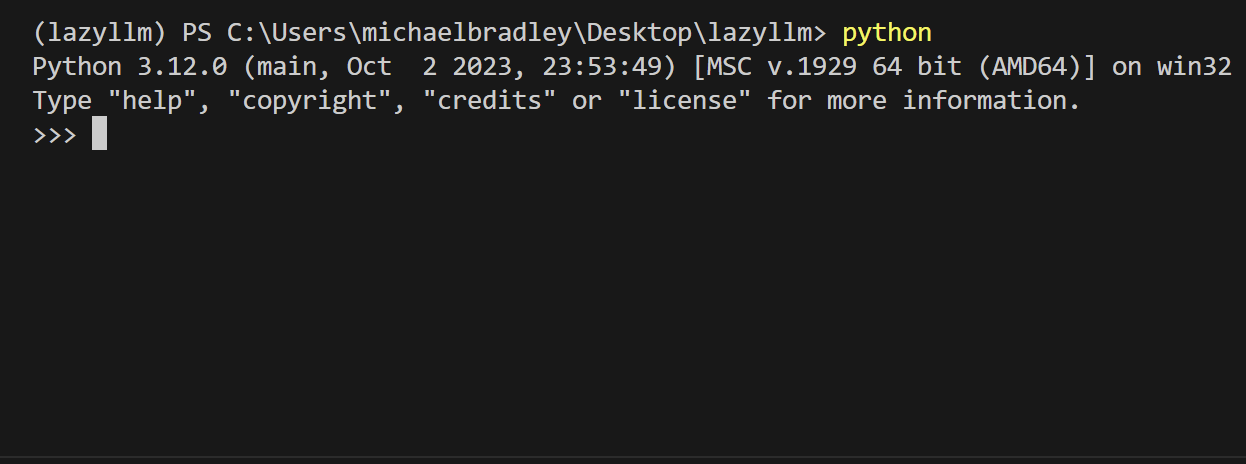 (lazyllm) PS C:\Users\michaelbradley\Desktop\lazyllm> python
Python 3.12.0 (main, Oct  2 2023, 23:53:49) [MSC v.1929 64 bit (AMD64)] on win32
Type "help", "copyright", "credits" or "license" for more information.
>>>